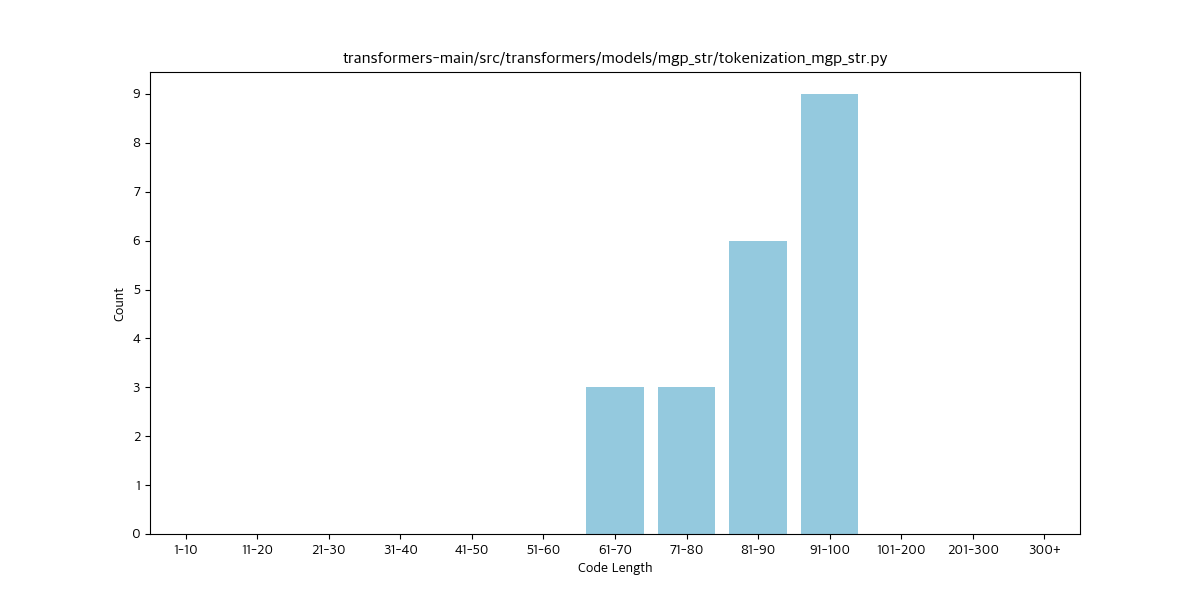 transformers-main/src/transformers/models/mgp_str/tokenization_mgp_str.py
9
8
7
6
5
4
3
2
1
0
Count
1-10 11-20 21-30 31-40 41-50 51-60 61-70 71-80 81-90 91-100 101-200 201-300 300+
Code Length